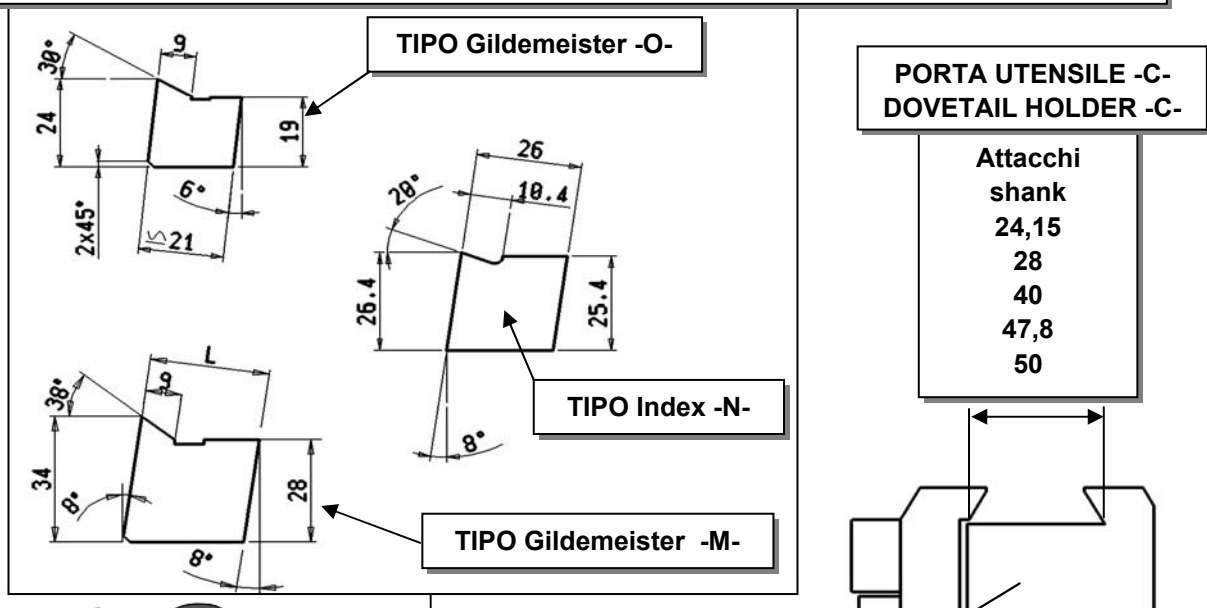 TIPO Gildemeister -O-
30°
9
24
19
2x45°
6°
21
26
10.4
20°
26.4
25.4
8°
TIPO Index -N-
L
9
38°
34
8°
28
8°
TIPO Gildemeister -M-
PORTA UTENSILE -C-
DOVETAIL HOLDER -C-
Attacchi
shank
24,15
28
40
47,8
50